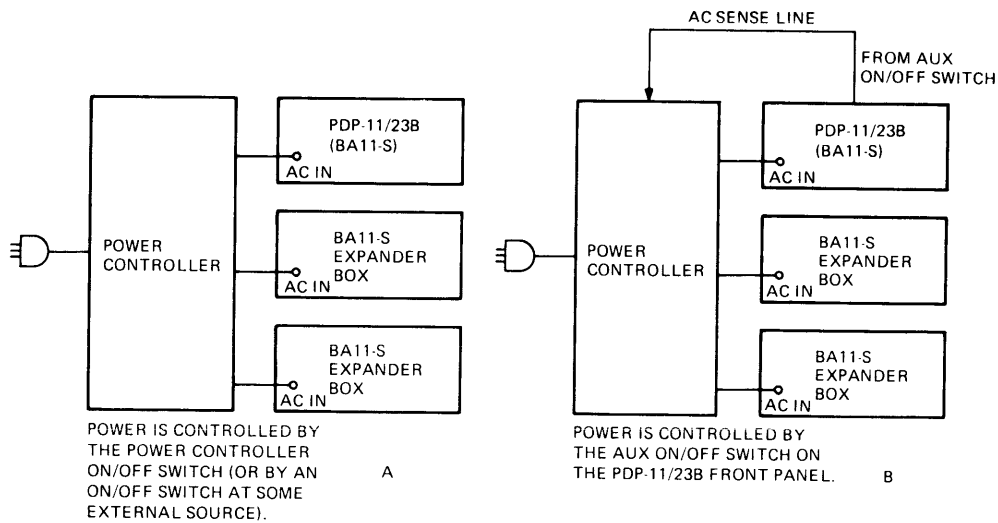 POWER
CONTROLLER
PDP-11/23B
(BA11-S)
AC IN
BA11-S
EXPANDER
BOX
AC IN
BA11-S
EXPANDER
BOX
AC IN
POWER IS CONTROLLED BY
THE POWER CONTROLLER
ON/OFF SWITCH (OR BY AN
ON/OFF SWITCH AT SOME
EXTERNAL SOURCE).
A
AC SENSE LINE
FROM AUX
ON/OFF SWITCH
POWER
CONTROLLER
PDP-11/23B
(BA11-S)
AC IN
BA11-S
EXPANDER
BOX
AC IN
BA11-S
EXPANDER
BOX
AC IN
POWER IS CONTROLLED BY
THE AUX ON/OFF SWITCH ON
THE PDP-11/23B FRONT PANEL.
B